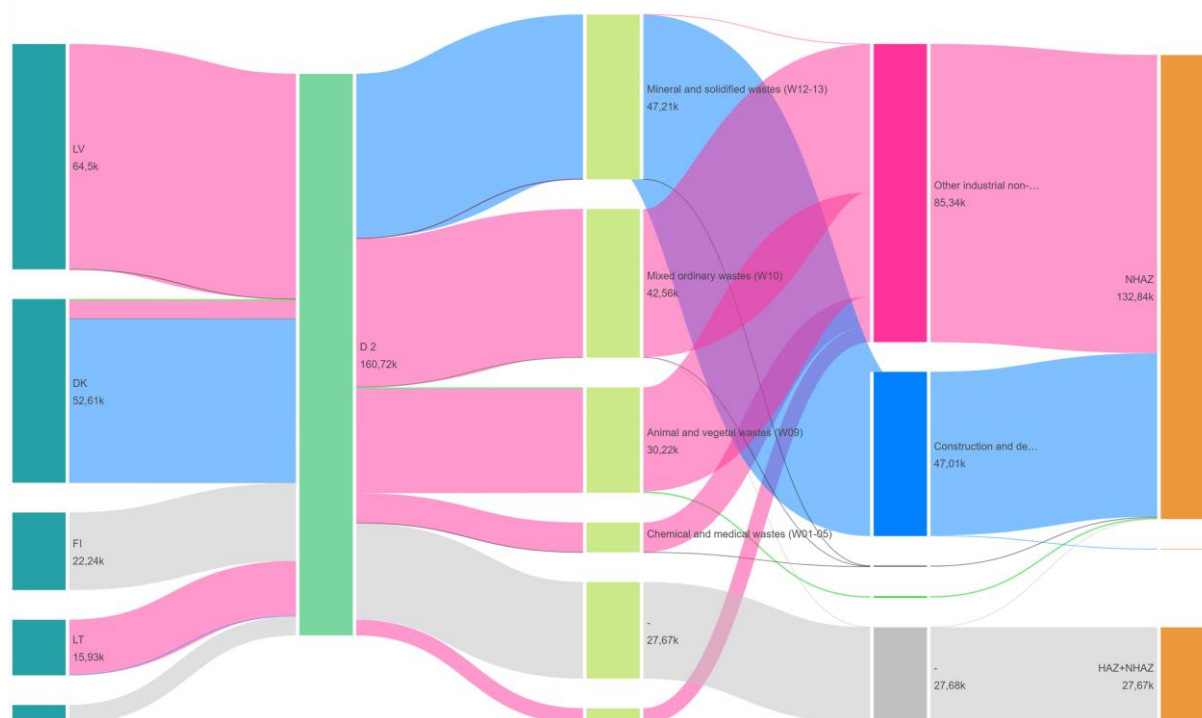 LV
64,5k
DK
52,61k
FI
22,24k
LT
15,93k
D 2
160,72k
Mineral and solidified wastes (W12-13)
47,21k
Mixed ordinary wastes (W10)
42,56k
Animal and vegetal wastes (W09)
30,22k
Chemical and medical wastes (W01-05)
-
27,67k
Other industrial non-…
85,34k
Construction and de…
47,01k
-
27,68k
NHAZ
132,84k
HAZ+NHAZ
27,67k